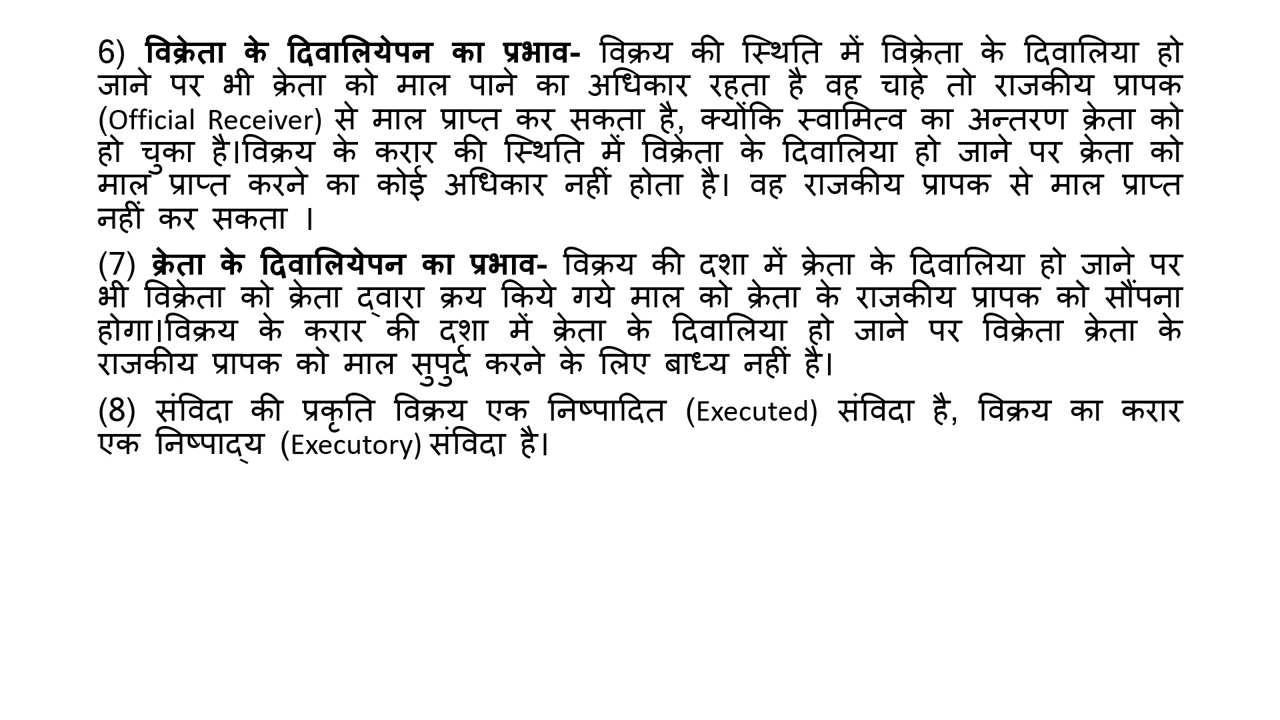 6) विक्रेता के दिवालियेपन का प्रभाव- विक्रय की स्थिति में विक्रेता के दिवालिया हो
जाने पर भी क्रेता को माल पाने का अधिकार रहता है वह चाहे तो राजकीय प्रापक
(Official Receiver) से माल प्राप्त कर सकता है, क्योंकि स्वामित्व का अन्तरण क्रेता को
हो चुका है।विक्रय के करार की स्थिति में विक्रेता के दिवालिया हो जाने पर क्रेता को
माल प्राप्त करने का कोई अधिकार नहीं होता है। वह राजकीय प्रापक से माल प्राप्त
नहीं कर सकता ।
(7) क्रेता के दिवालियेपन का प्रभाव- विक्रय की दशा में क्रेता के दिवालिया हो जाने पर
भी विक्रेता को क्रेता द्वारा क्रय किये गये माल को क्रेता के राजकीय प्रापक को सौंपना
होगा।विक्रय के करार की दशा में क्रेता के दिवालिया हो जाने पर विक्रेता क्रेता के
राजकीय प्रापक को माल सुपुर्द करने के लिए बाध्य नहीं है।
(8) संविदा की प्रकृति विक्रय एक निष्पादित (Executed) संविदा है, विक्रय का करार
एक निष्पाद्य (Executory) संविदा है।